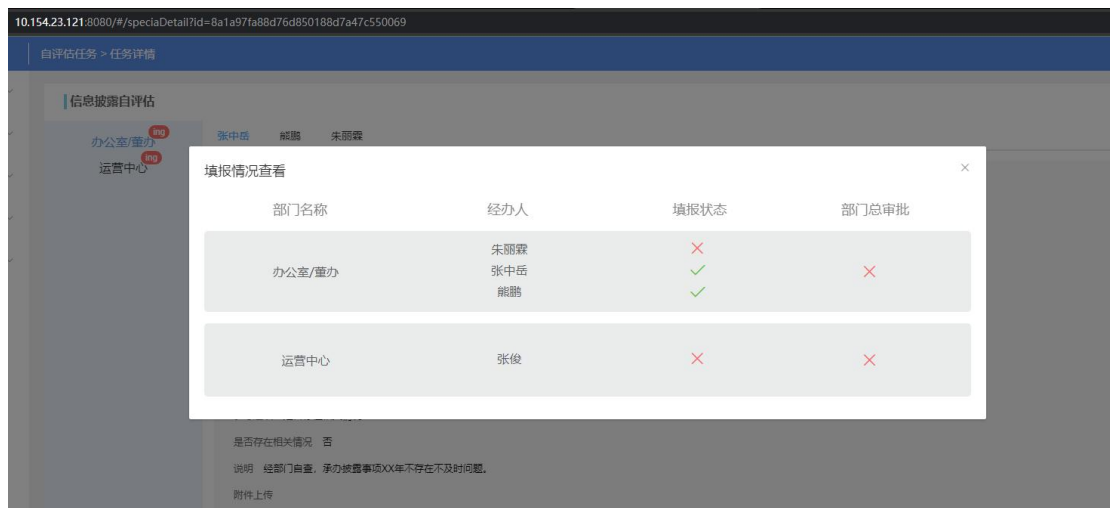 10.154.23.121:8080/#/speciaDetail?id=8a1a97fa88d76d850188d7a47c550069
自评估任务 > 任务详情
信息披露自评估
办公室/董办 ing
运营中心 ing
张中岳 熊鹏 朱丽霖
填报情况查看
部门名称 经办人 填报状态 部门总审批
朱丽霖
办公室/董办 张中岳
熊鹏
运营中心 张俊
是否存在相关情况 否
说明 经部门自查，承办披露事项XX年不存在不及时问题。
附件上传